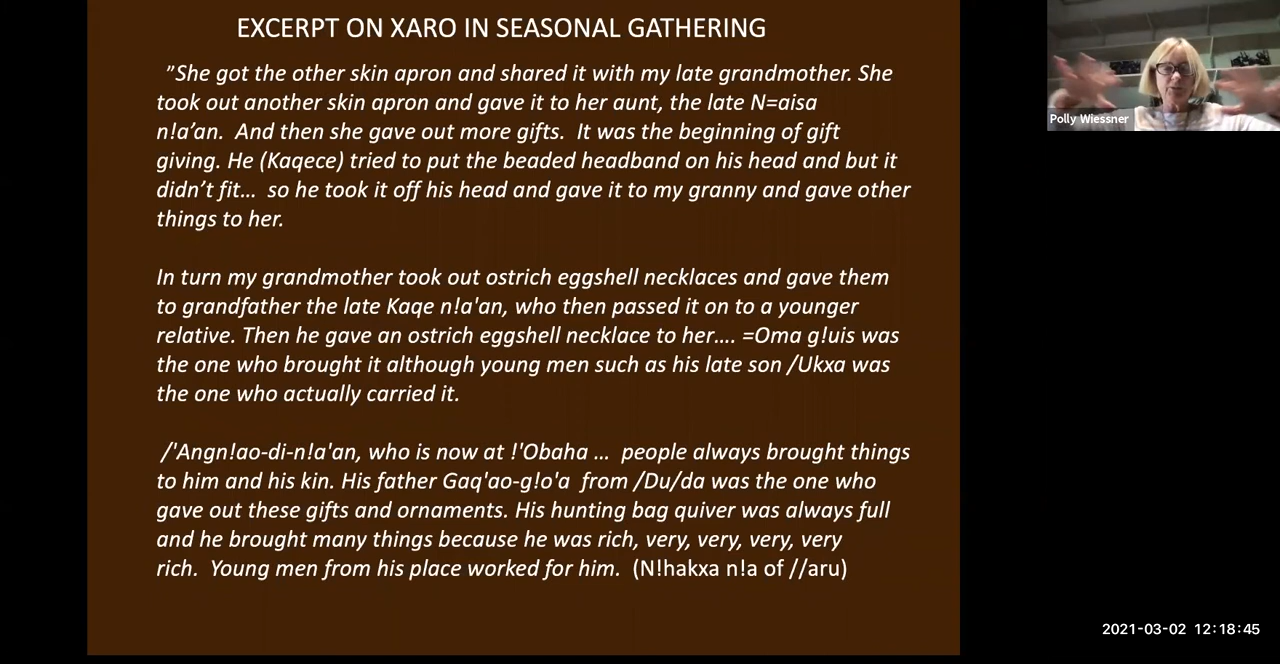 EXCERPT ON XARO IN SEASONAL GATHERING
”She got the other skin apron and shared it with my late grandmother. She
took out another skin apron and gave it to her aunt, the late N=aisa
n!a’an. And then she gave out more gifts. It was the beginning of gift
giving. He (Kaqece) tried to put the beaded headband on his head and but it
didn’t fit… so he took it off his head and gave it to my granny and gave other
things to her.
In turn my grandmother took out ostrich eggshell necklaces and gave them
to grandfather the late Kaqe n!a'an, who then passed it on to a younger
relative. Then he gave an ostrich eggshell necklace to her…. =Oma g!uis was
the one who brought it although young men such as his late son /Ukxa was
the one who actually carried it.
/'Angn!ao-di-n!a'an, who is now at !'Obaha … people always brought things
to him and his kin. His father Gaq'ao-g!o'a from /Du/da was the one who
gave out these gifts and ornaments. His hunting bag quiver was always full
and he brought many things because he was rich, very, very, very, very
rich. Young men from his place worked for him. (N!hakxa n!a of //aru)
Polly Wiessner
2021-03-02 12:18:45